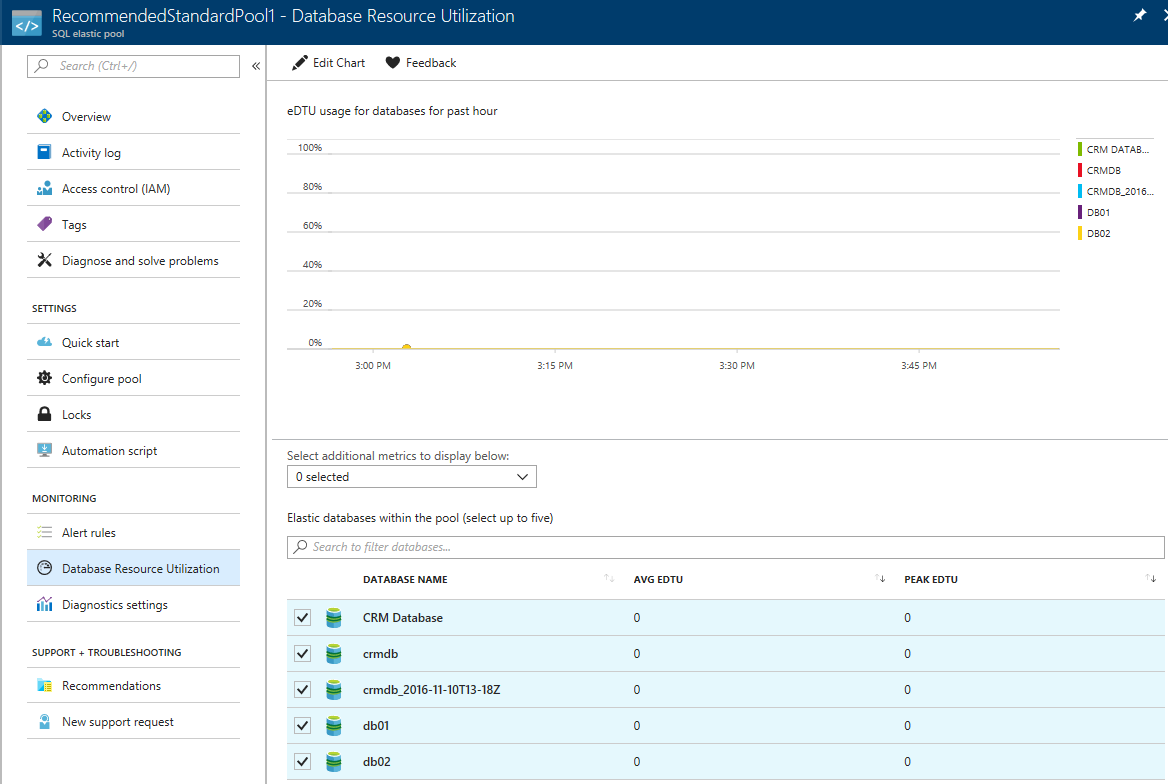 RecommendedStandardPool1 - Database Resource Utilization
SQL elastic pool
Search (Ctrl+/)
Overview
Activity log
Access control (IAM)
Tags
Diagnose and solve problems
SETTINGS
Quick start
Configure pool
Locks
Automation script
MONITORING
Alert rules
Database Resource Utilization
Diagnostics settings
SUPPORT + TROUBLESHOOTING
Recommendations
New support request
Edit Chart Feedback
eDTU usage for databases for past hour
100%
80%
60%
40%
20%
0%
3:00 PM 3:15 PM 3:30 PM 3:45 PM
CRM DATAB...
CRMDB
CRMDB_2016...
DB01
DB02
Select additional metrics to display below:
0 selected
Elastic databases within the pool (select up to five)
Search to filter databases...
DATABASE NAME AVG EDTU PEAK EDTU
CRM Database 0 0
crmdb 0 0
crmdb_2016-11-10T13-18Z 0 0
db01 0 0
db02 0 0